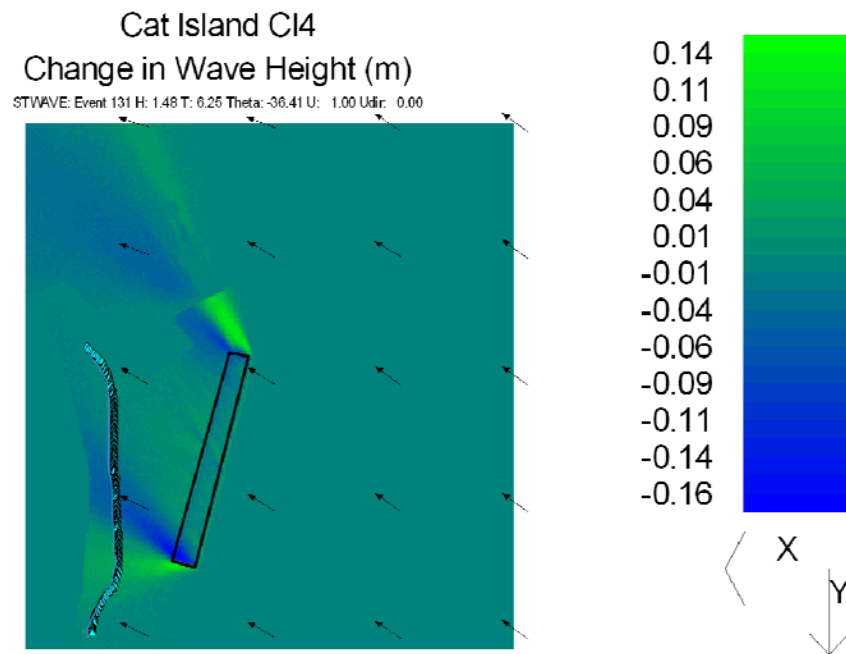 Cat Island CI4
Change in Wave Height (m)
STWAVE: Event 131 H: 1.48 T: 6.25 Theta: -36.41 U: 1.00 Udir: 0.00
0.14
0.11
0.09
0.06
0.04
0.01
-0.01
-0.04
-0.06
-0.09
-0.11
-0.14
-0.16
X
Y